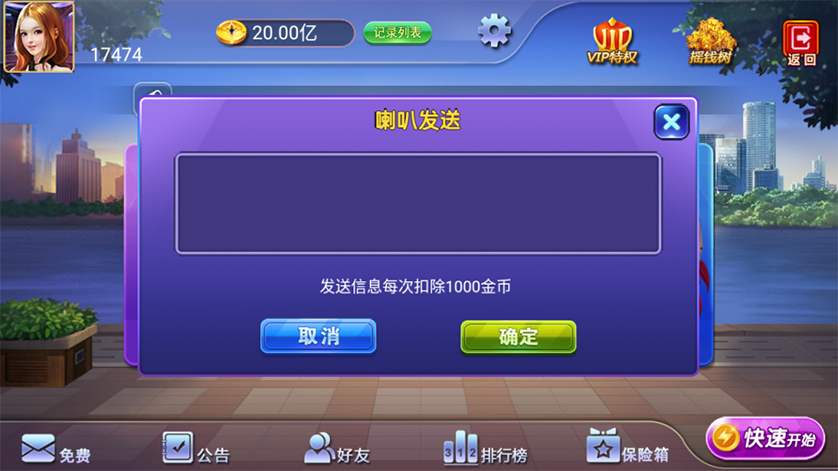 17474
20.00亿
记录列表
VIP
VIP特权
摇钱树
返回
喇叭发送
发送信息每次扣除1000金币
取消
确定
免费
公告
好友
312
排行榜
保险箱
快速开始